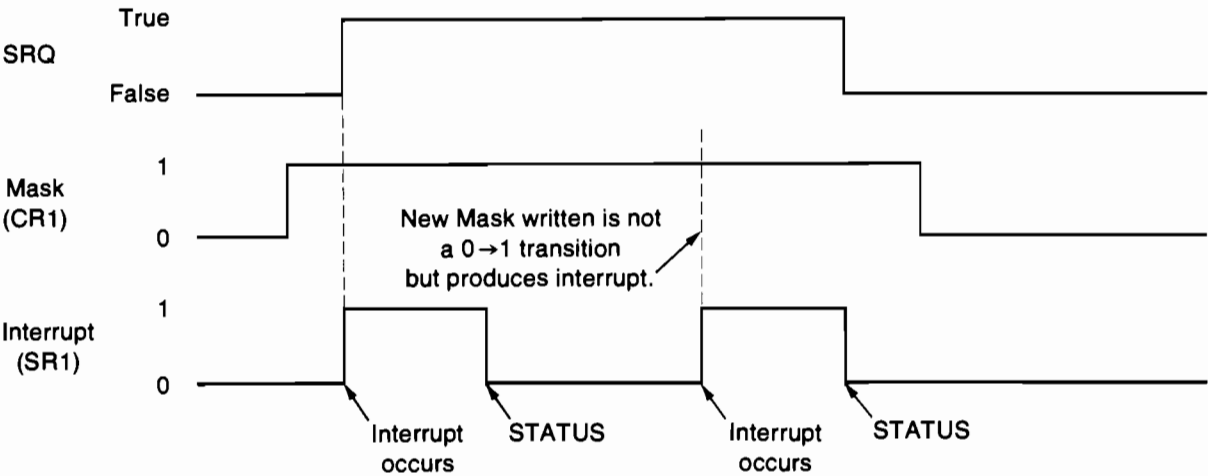 True
SRQ
False
1
Mask
(CR1)
0
New Mask written is not
a 0→1 transition
but produces interrupt.
1
Interrupt
(SR1)
0
Interrupt
occurs
STATUS
Interrupt
occurs
STATUS